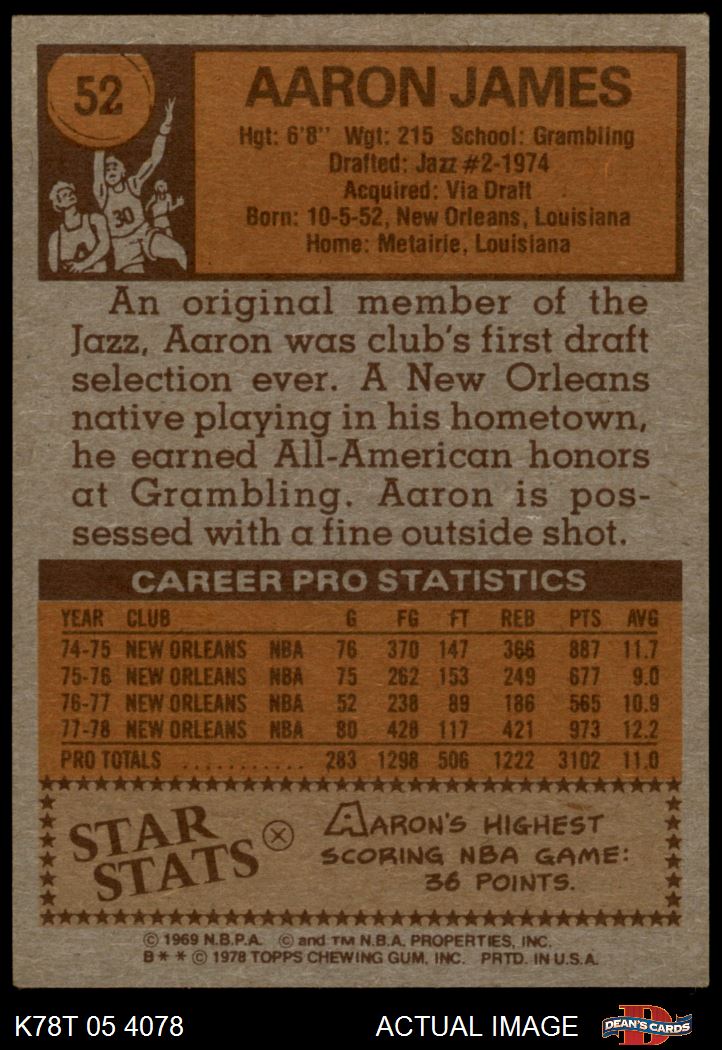 52
30
AARON JAMES
Hgt: 6'8" Wgt: 215 School: Grambling
Drafted: Jazz #2-1974
Acquired: Via Draft
Born: 10-5-52, New Orleans, Louisiana
Home: Metairie, Louisiana
An original member of the
Jazz, Aaron was club's first draft
selection ever. A New Orleans
native playing in his hometown,
he earned All-American honors
at Grambling. Aaron is pos-
sessed with a fine outside shot.
CAREER PRO STATISTICS
YEAR CLUB G FG FT REB PTS AVG
74-75 NEW ORLEANS NBA 76 370 147 366 887 11.7
75-76 NEW ORLEANS NBA 75 262 153 249 677 9.0
76-77 NEW ORLEANS NBA 52 238 89 186 565 10.9
77-78 NEW ORLEANS NBA 80 428 117 421 973 12.2
PRO TOTALS ........... 283 1298 506 1222 3102 11.0
STAR
STATS
AARON'S HIGHEST
SCORING NBA GAME:
36 POINTS.
© 1969 N.B.P.A. © and TM N.B.A. PROPERTIES, INC.
B** © 1978 TOPPS CHEWING GUM, INC. PRTD. IN U.S.A.
K78T 05 4078 ACTUAL IMAGE D DEAN'S CARDS